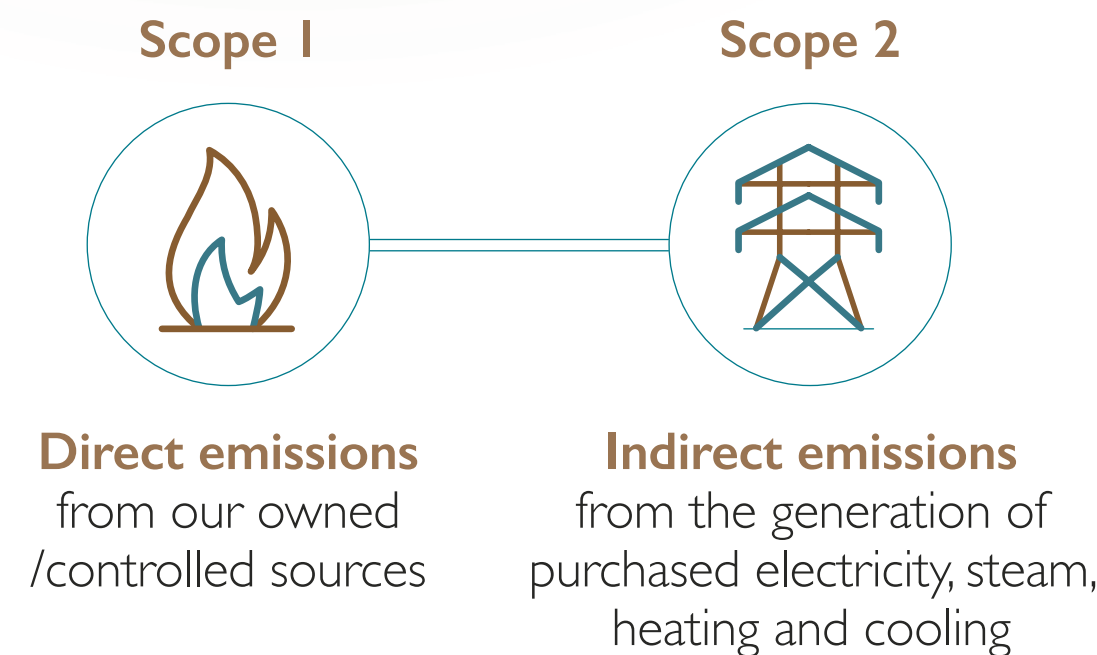 Scope 1
Scope 2
Direct emissions
from our owned
/controlled sources
Indirect emissions
from the generation of
purchased electricity, steam,
heating and cooling